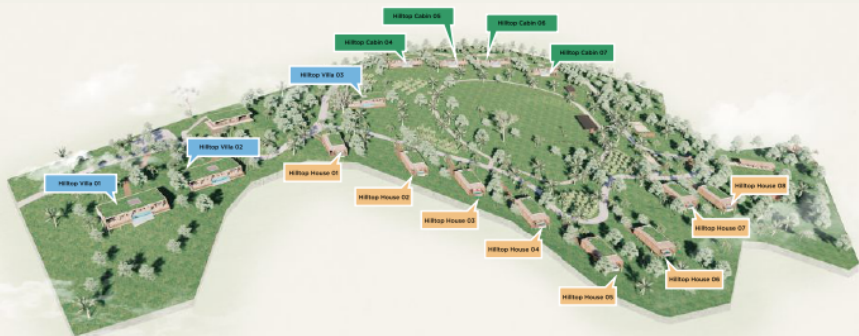 Hilltop Cabin 05
Hilltop Cabin 06
Hilltop Cabin 04
Hilltop Cabin 07
Hilltop Villa 03
Hilltop Villa 02
Hilltop Villa 01
Hilltop House 01
Hilltop House 02
Hilltop House 03
Hilltop House 04
Hilltop House 05
Hilltop House 06
Hilltop House 07
Hilltop House 08